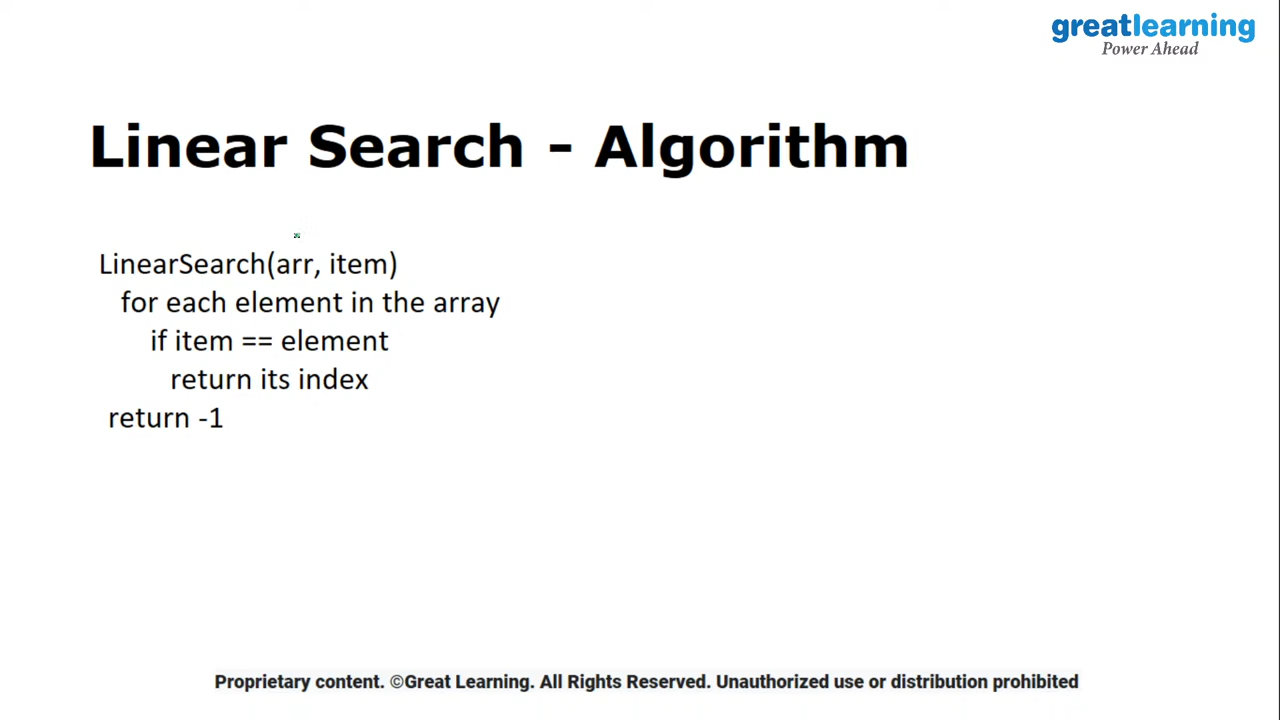 greatlearning
Power Ahead
Linear Search - Algorithm
LinearSearch(arr, item)
for each element in the array
if item == element
return its index
return -1
Proprietary content. ©Great Learning. All Rights Reserved. Unauthorized use or distribution prohibited